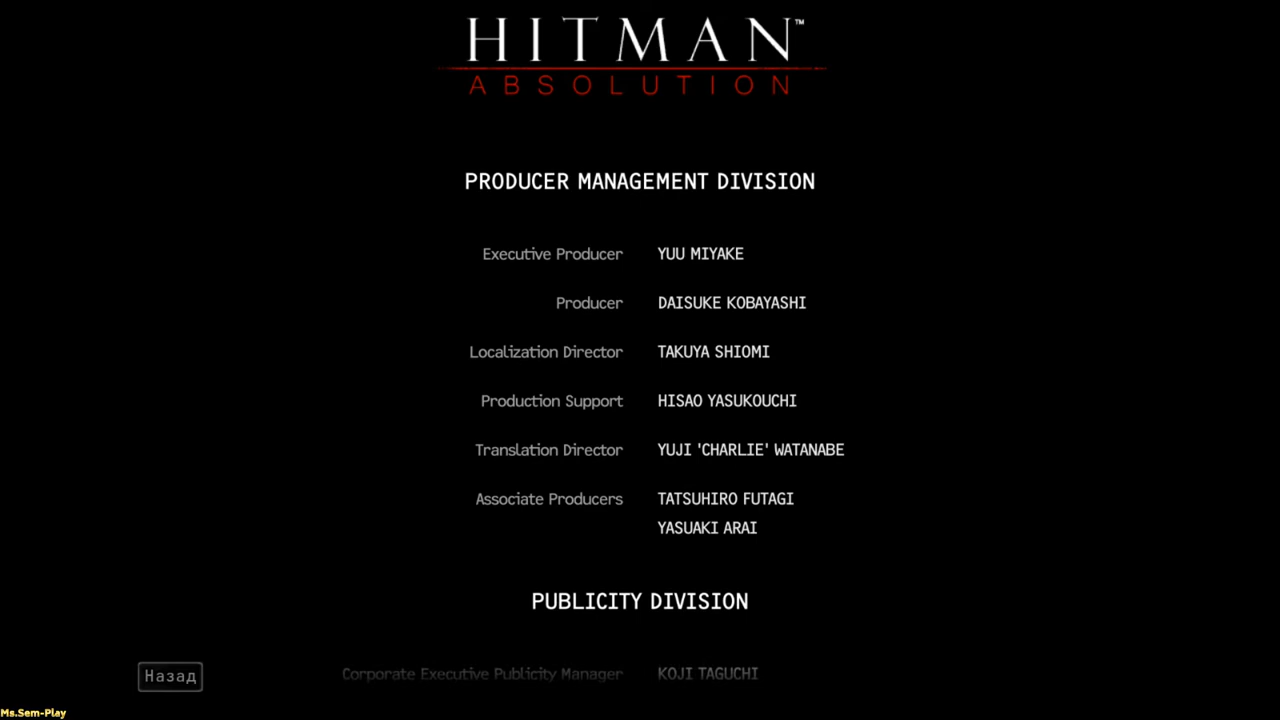 HITMAN™
ABSOLUTION
PRODUCER MANAGEMENT DIVISION
Executive Producer YUU MIYAKE
Producer DAISUKE KOBAYASHI
Localization Director TAKUYA SHIOMI
Production Support HISAO YASUKOUCHI
Translation Director YUJI 'CHARLIE' WATANABE
Associate Producers TATSUHIRO FUTAGI
YASUAKI ARAI
PUBLICITY DIVISION
Corporate Executive Publicity Manager KOJI TAGUCHI
Назад
Ms.Sem-Play